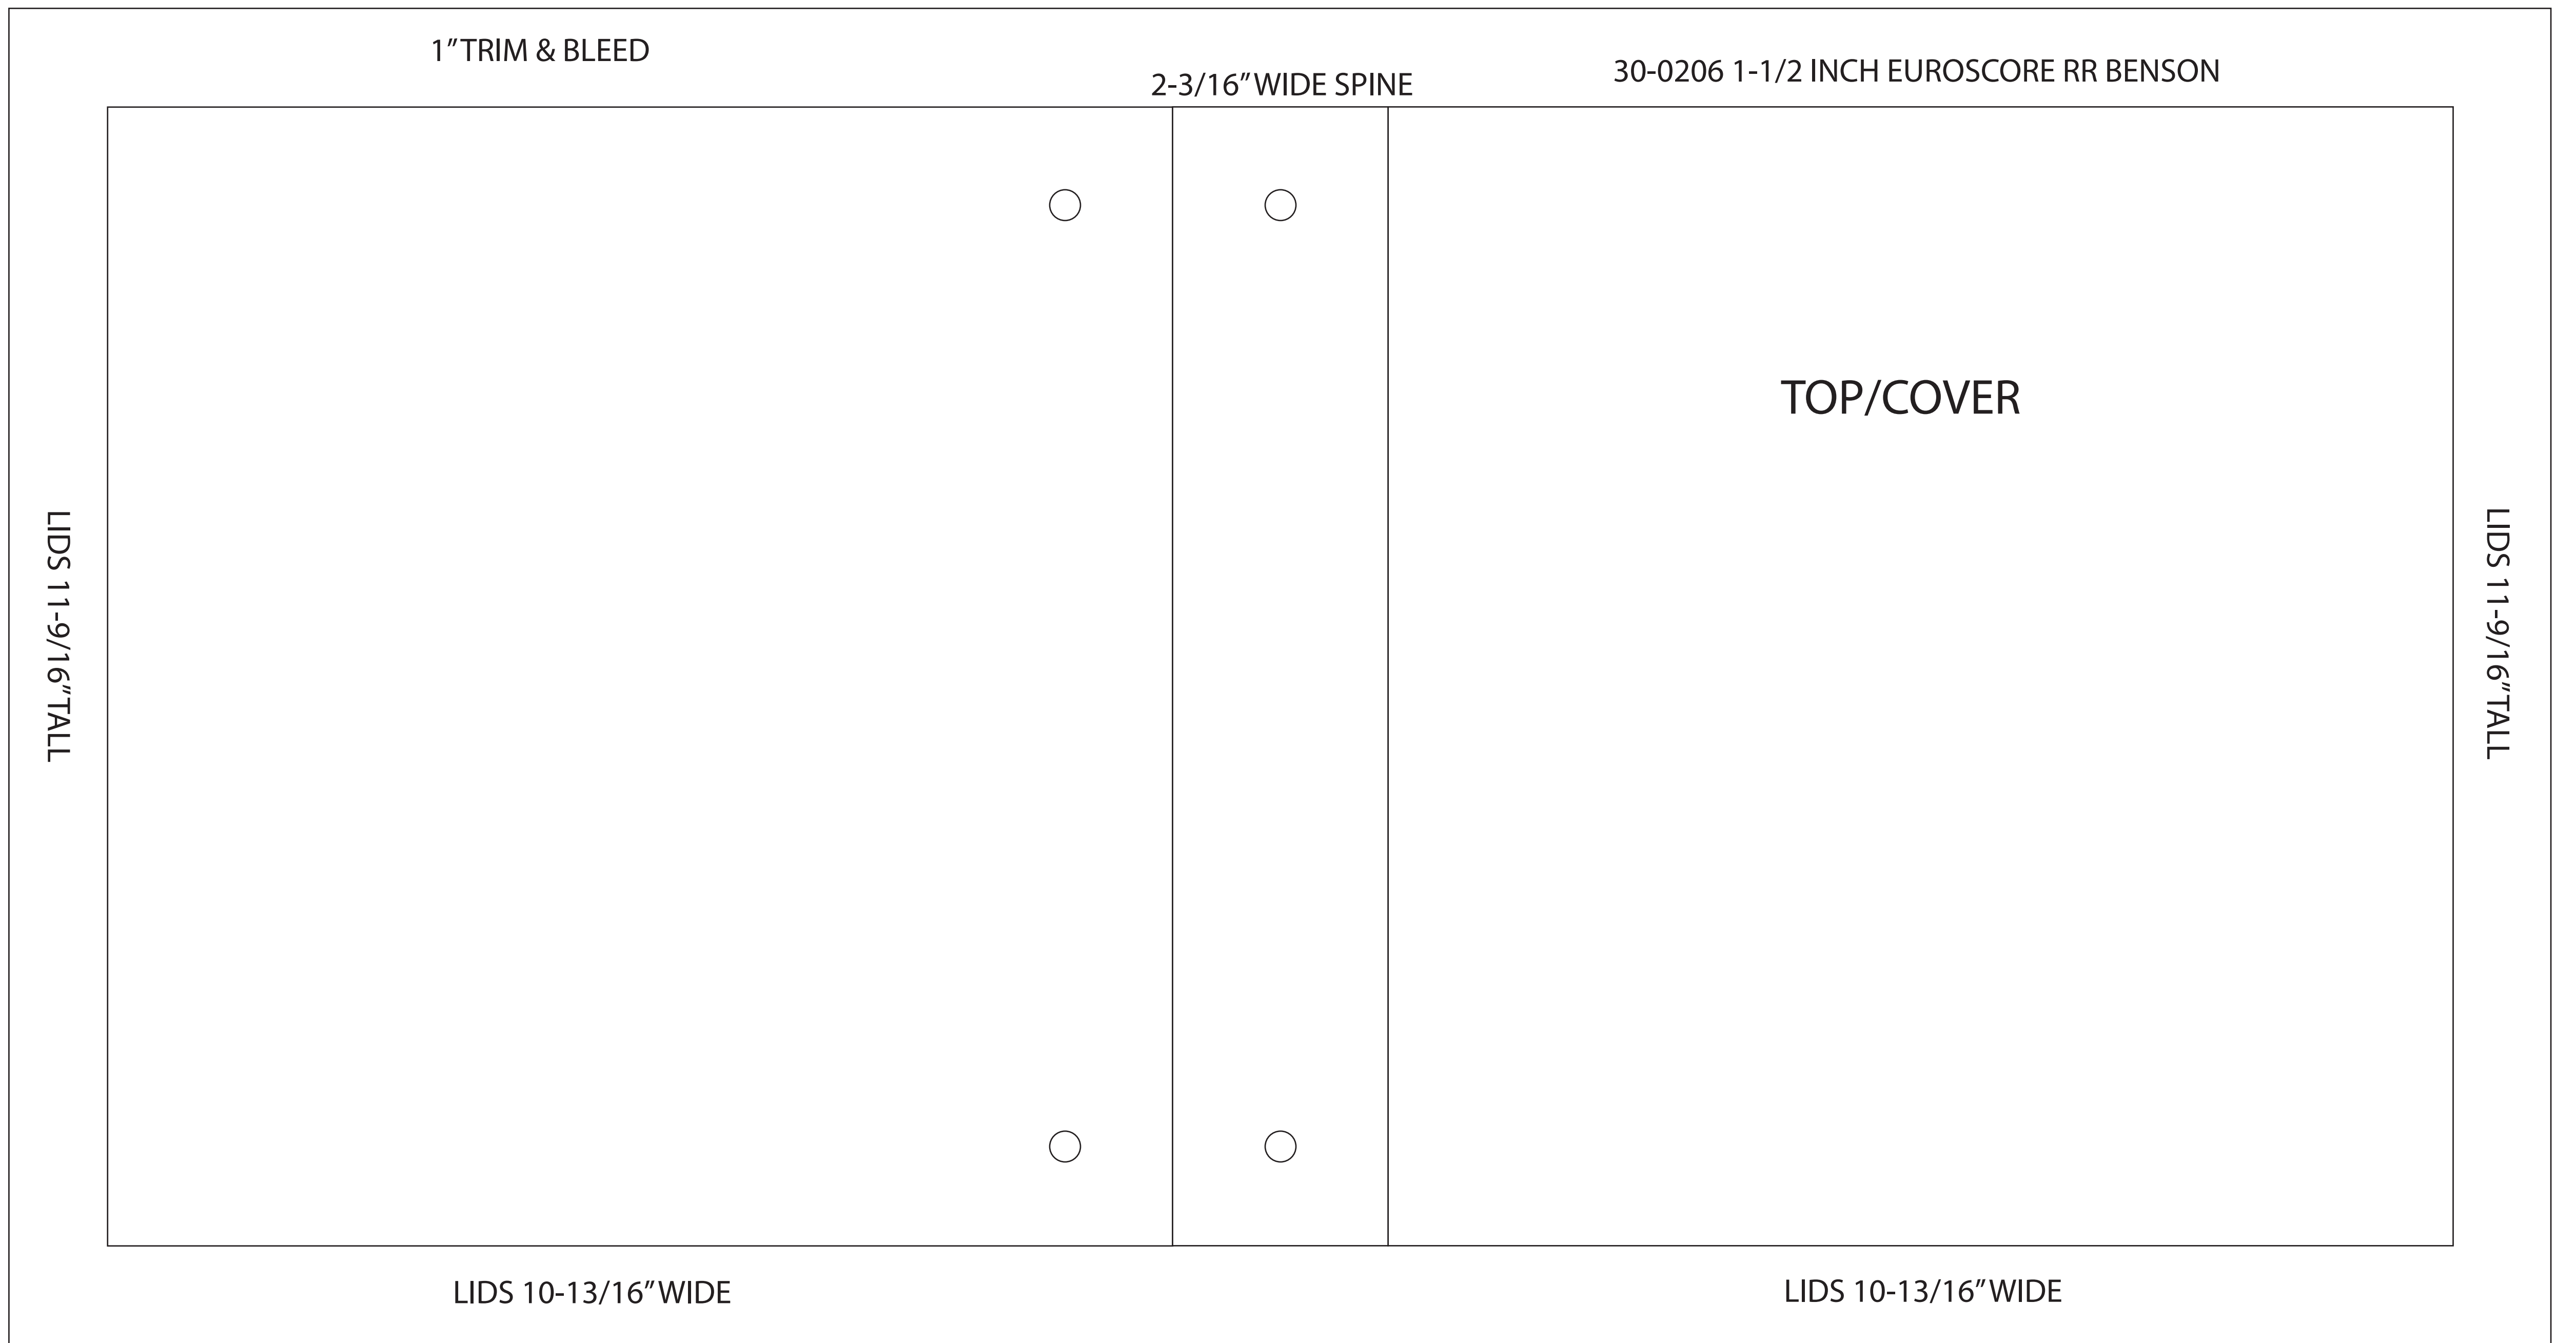 1” TRIM & BLEED
2-3/16” WIDE SPINE
30-0206 1-1/2 INCH EUROSCORE RR BENSON
TOP/COVER
LIDS 11-9/16” TALL
LIDS 11-9/16” TALL
LIDS 10-13/16” WIDE
LIDS 10-13/16” WIDE